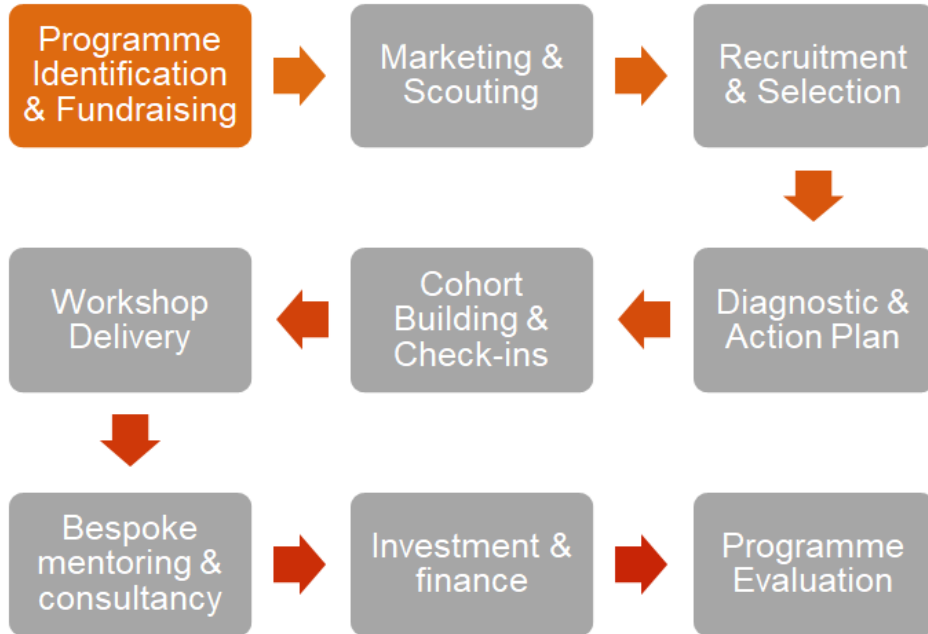 Programme
Identification
& Fundraising
Marketing &
Scouting
Recruitment
& Selection
Diagnostic &
Action Plan
Cohort
Building &
Check-ins
Workshop
Delivery
Bespoke
mentoring &
consultancy
Investment &
finance
Programme
Evaluation